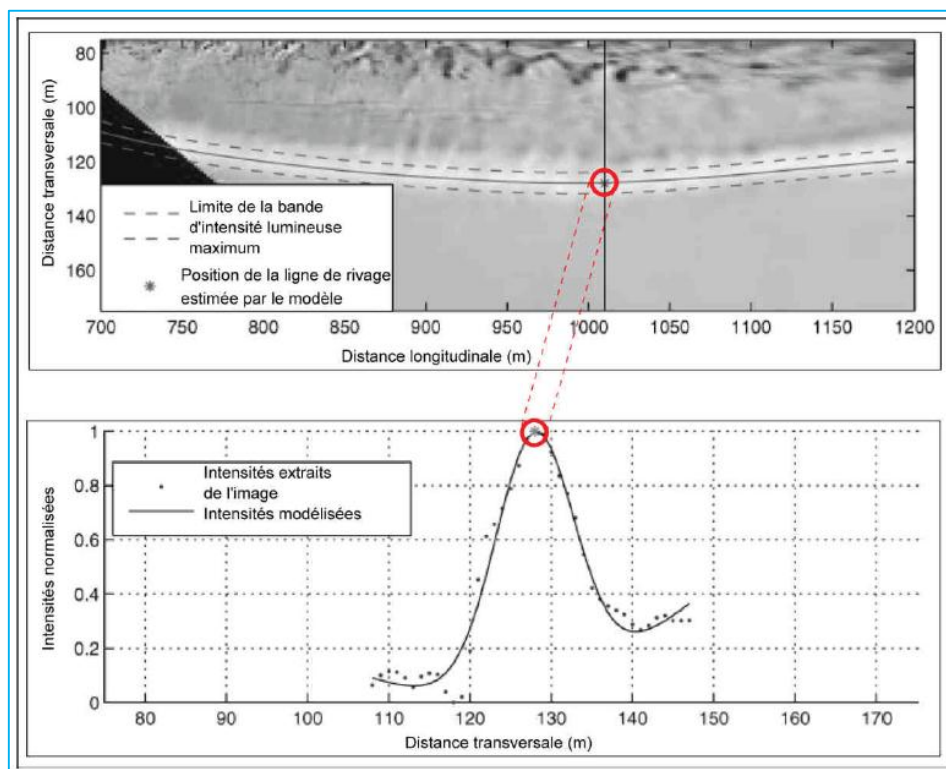 80
100
120
140
160
Distance transversale (m)
Limite de la bande
d'intensité lumineuse
maximum
Position de la ligne de rivage
estimée par le modèle
700 750 800 850 900 950 1000 1050 1100 1150 1200
Distance longitudinale (m)
1
0.8
0.6
0.4
0.2
0
Intensités normalisées
Intensités extraits
de l'image
Intensités modélisées
80 90 100 110 120 130 140 150 160 170
Distance transversale (m)